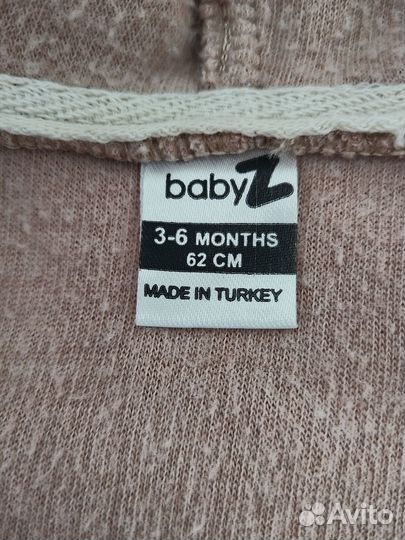 babyZ
3-6 MONTHS
62 CM
MADE IN TURKEY
Avito